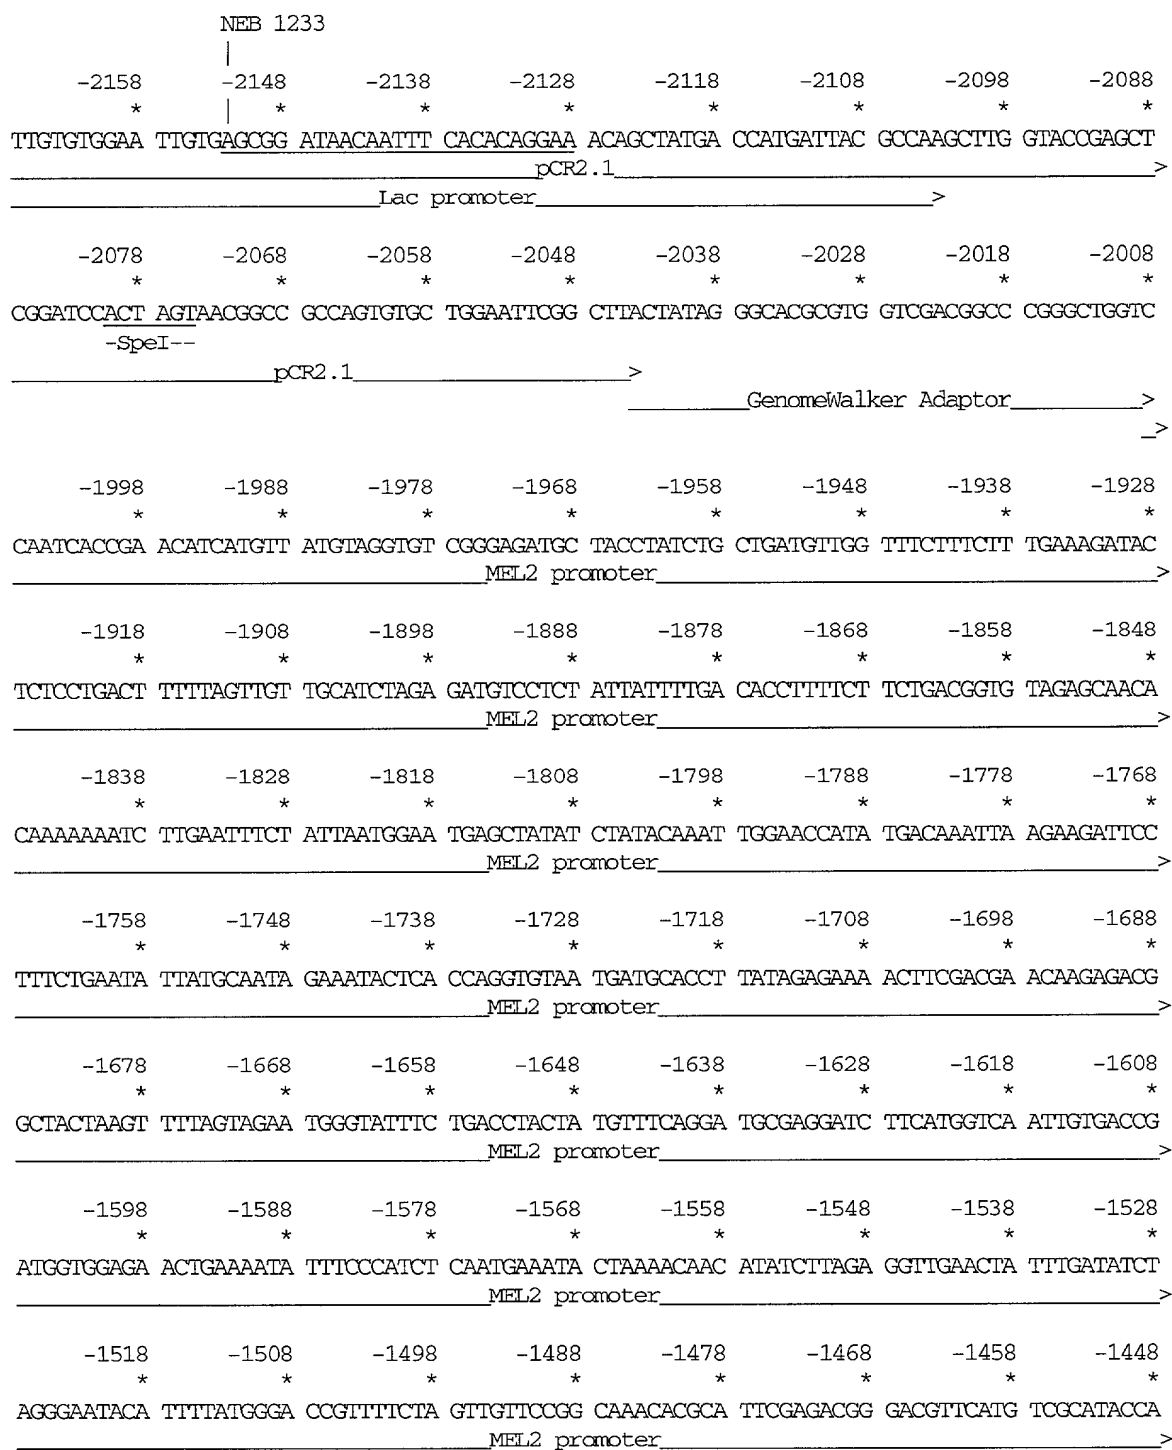 NEB 1233
-2158 -2148 -2138 -2128 -2118 -2108 -2098 -2088
* * * * * * * *
TTGTGTGGAA TTGTGAGCGG ATAACAATTT CACACAGGAA ACAGCTATGA CCATGATTAC GCCAAGCTTG GTACCGAGCT
pCR2.1 >
Lac promoter >
-2078 -2068 -2058 -2048 -2038 -2028 -2018 -2008
* * * * * * * *
CGGATCCACT AGTAACGGCC GCCAGTGTGC TGGAATTCGG CTTACTATAG GGCACGCGTG GTCGACGGCC CGGGCTGGTC
-SpeI--
pCR2.1 >
GenomeWalker Adaptor >
>
-1998 -1988 -1978 -1968 -1958 -1948 -1938 -1928
* * * * * * * *
CAATCACCGA ACATCATGTT ATGTAGGTGT CGGGAGATGC TACCTATCTG CTGATGTTGG TTTCTTTCTT TGAAAGATAC
MEL2 promoter >
-1918 -1908 -1898 -1888 -1878 -1868 -1858 -1848
* * * * * * * *
TCTCCTGACT TTTTAGTTGT TGCATCTAGA GATGTCCTCT ATTATTTTGA CACCTTTTCT TCTGACGGTG TAGAGCAACA
MEL2 promoter >
-1838 -1828 -1818 -1808 -1798 -1788 -1778 -1768
* * * * * * * *
CAAAAAAATC TTGAATTTCT ATTAATGGAA TGAGCTATAT CTATACAAAT TGGAACCATA TGACAAATTA AGAAGATTCC
MEL2 promoter >
-1758 -1748 -1738 -1728 -1718 -1708 -1698 -1688
* * * * * * * *
TTTCTGAATA TTATGCAATA GAAATACTCA CCAGGTGTAA TGATGCACCT TATAGAGAAA ACTTCGACGA ACAAGAGACG
MEL2 promoter >
-1678 -1668 -1658 -1648 -1638 -1628 -1618 -1608
* * * * * * * *
GCTACTAAGT TTTAGTAGAA TGGGTATTTC TGACCTACTA TGTTTCAGGA TGCGAGGATC TTCATGGTCA ATTGTGACCG
MEL2 promoter >
-1598 -1588 -1578 -1568 -1558 -1548 -1538 -1528
* * * * * * * *
ATGGTGGAGA ACTGAAAATA TTTCCCATCT CAATGAAATA CTAAAACAAC ATATCTTAGA GGTTGAACTA TTTGATATCT
MEL2 promoter >
-1518 -1508 -1498 -1488 -1478 -1468 -1458 -1448
* * * * * * * *
AGGGAATACA TTTTATGGGA CCGTTTTCTA GTTGTTCCGG CAAACACGCA TTCGAGACGG GACGTTCATG TCGCATACCA
MEL2 promoter >